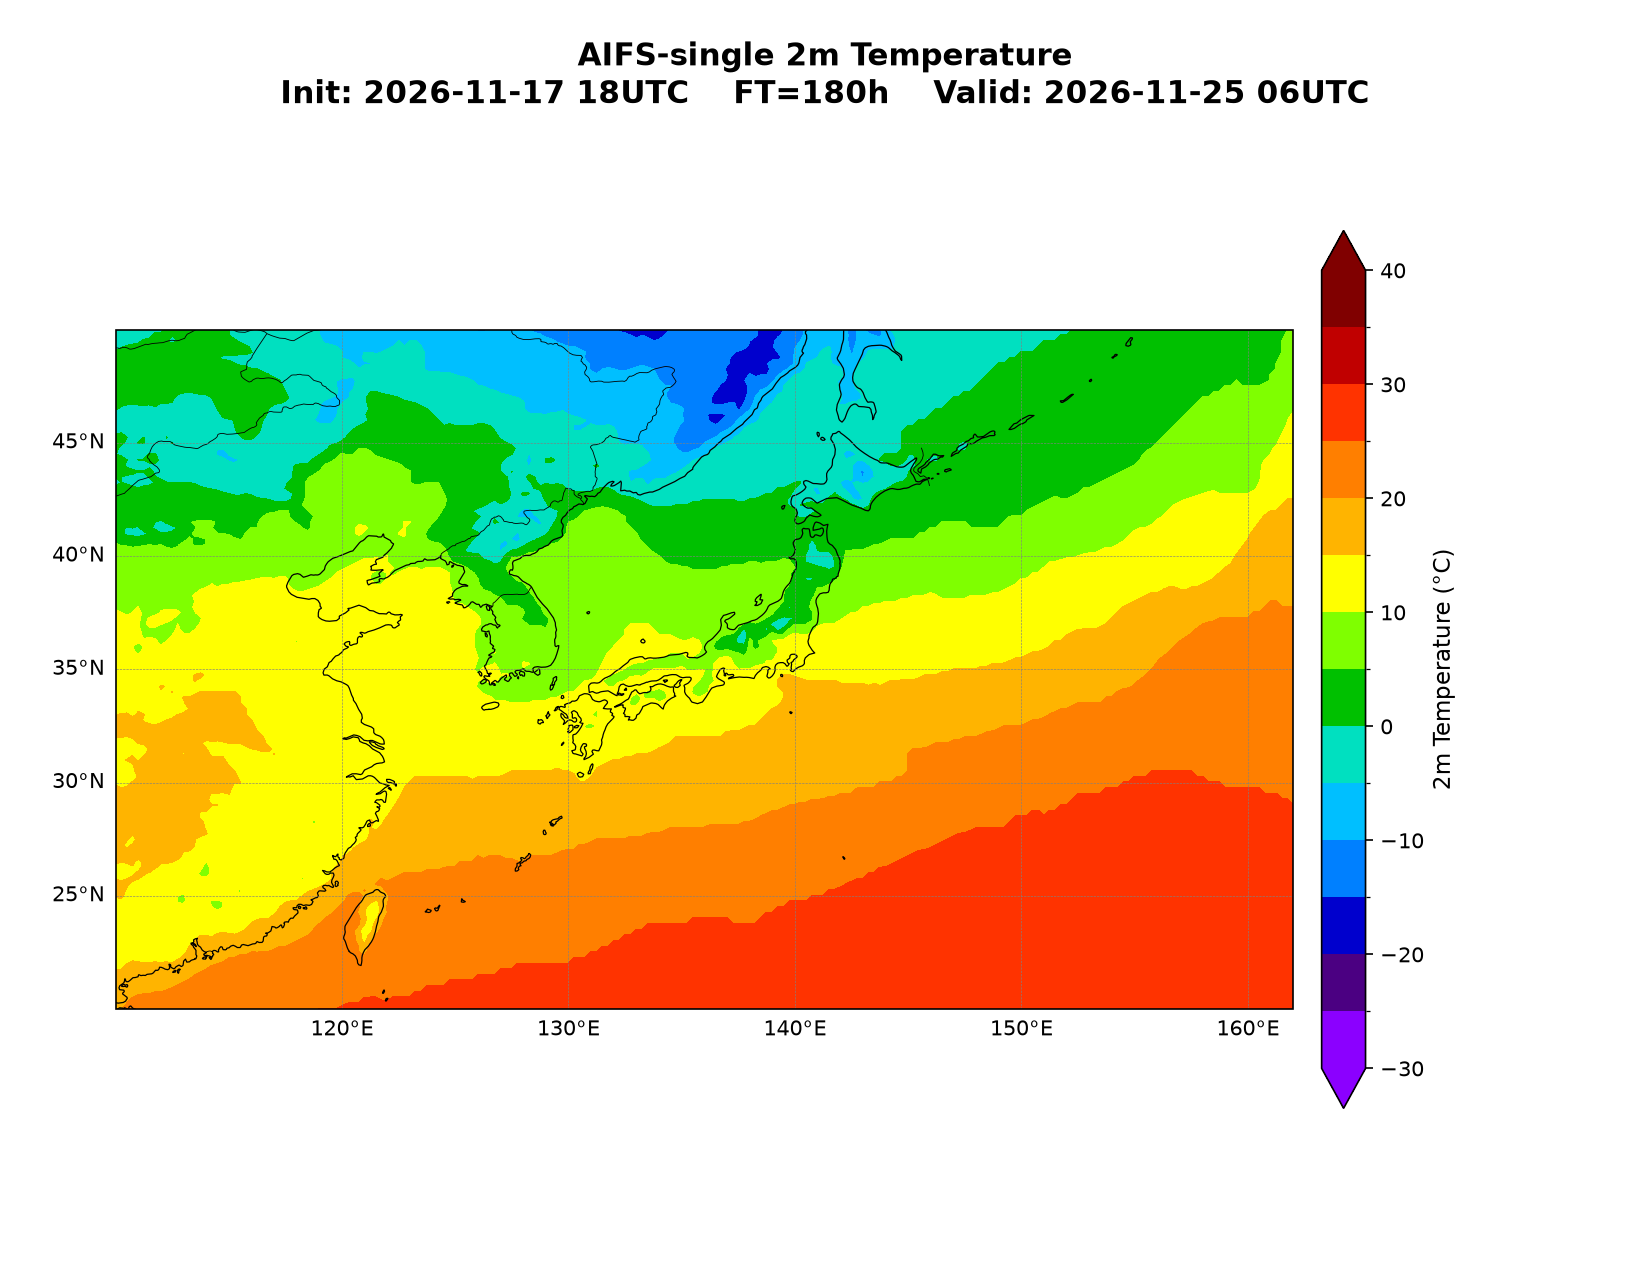 AIFS-single 2m Temperature
Init: 2026-11-17 18UTC    FT=180h    Valid: 2026-11-25 06UTC
45°N
40°N
35°N
30°N
25°N
120°E
130°E
140°E
150°E
160°E
40
30
20
10
0
−10
−20
−30
2m Temperature (°C)